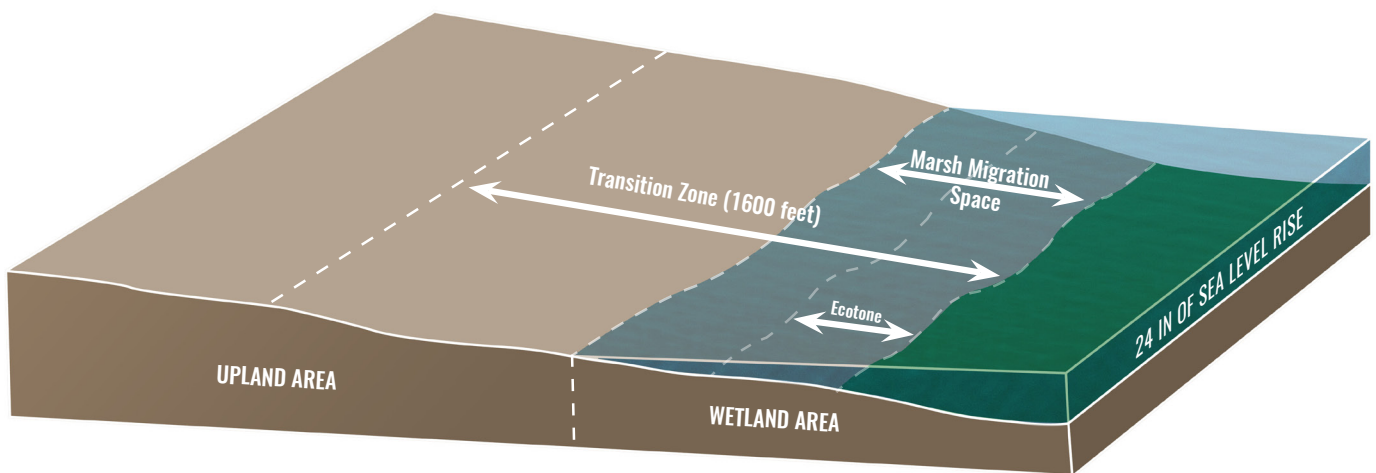 Marsh Migration
Space
Transition Zone (1600 feet)
Ecotone
24 IN OF SEA LEVEL RISE
UPLAND AREA
WETLAND AREA